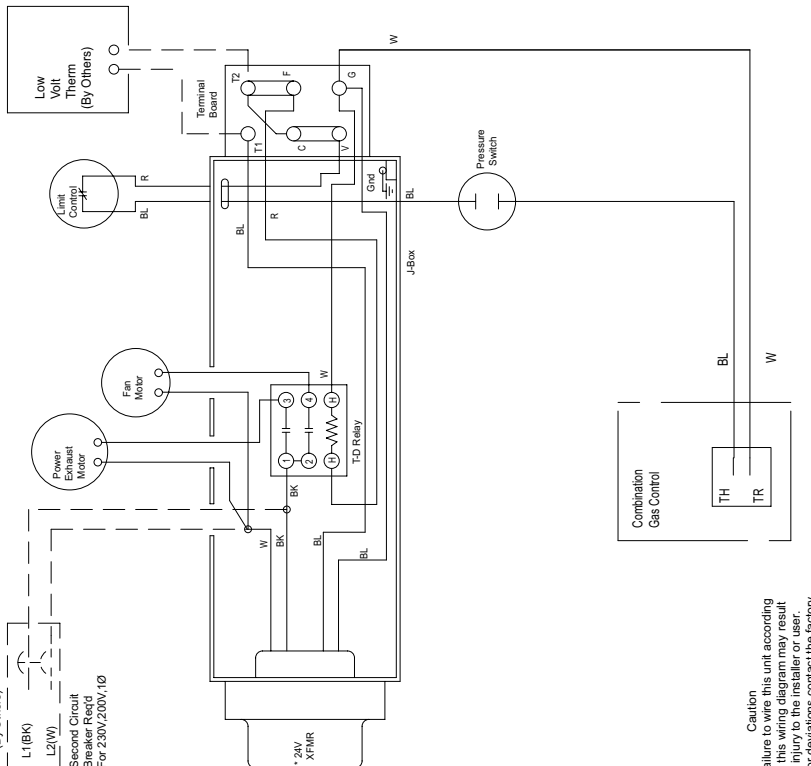 Low
Volt
Therm
(By Others)
T2
F
G
W
Terminal
Board
T1
C
V
Limit
Control
R
BL
Gnd
Pressure
Switch
BL
R
BL
J-Box
Fan
Motor
Power
Exhaust
Motor
W
3
4
H
1
2
H
T-D Relay
BK
W
BK
BL
BL
L1(BK)
L2(W)
Second Circuit
Breaker Req'd
For 230V,200V,1Ø
* 24V
XFMR
BL
W
Combination
Gas Control
TH
TR
Caution
this wiring diagram may result
injury to the installer or user.